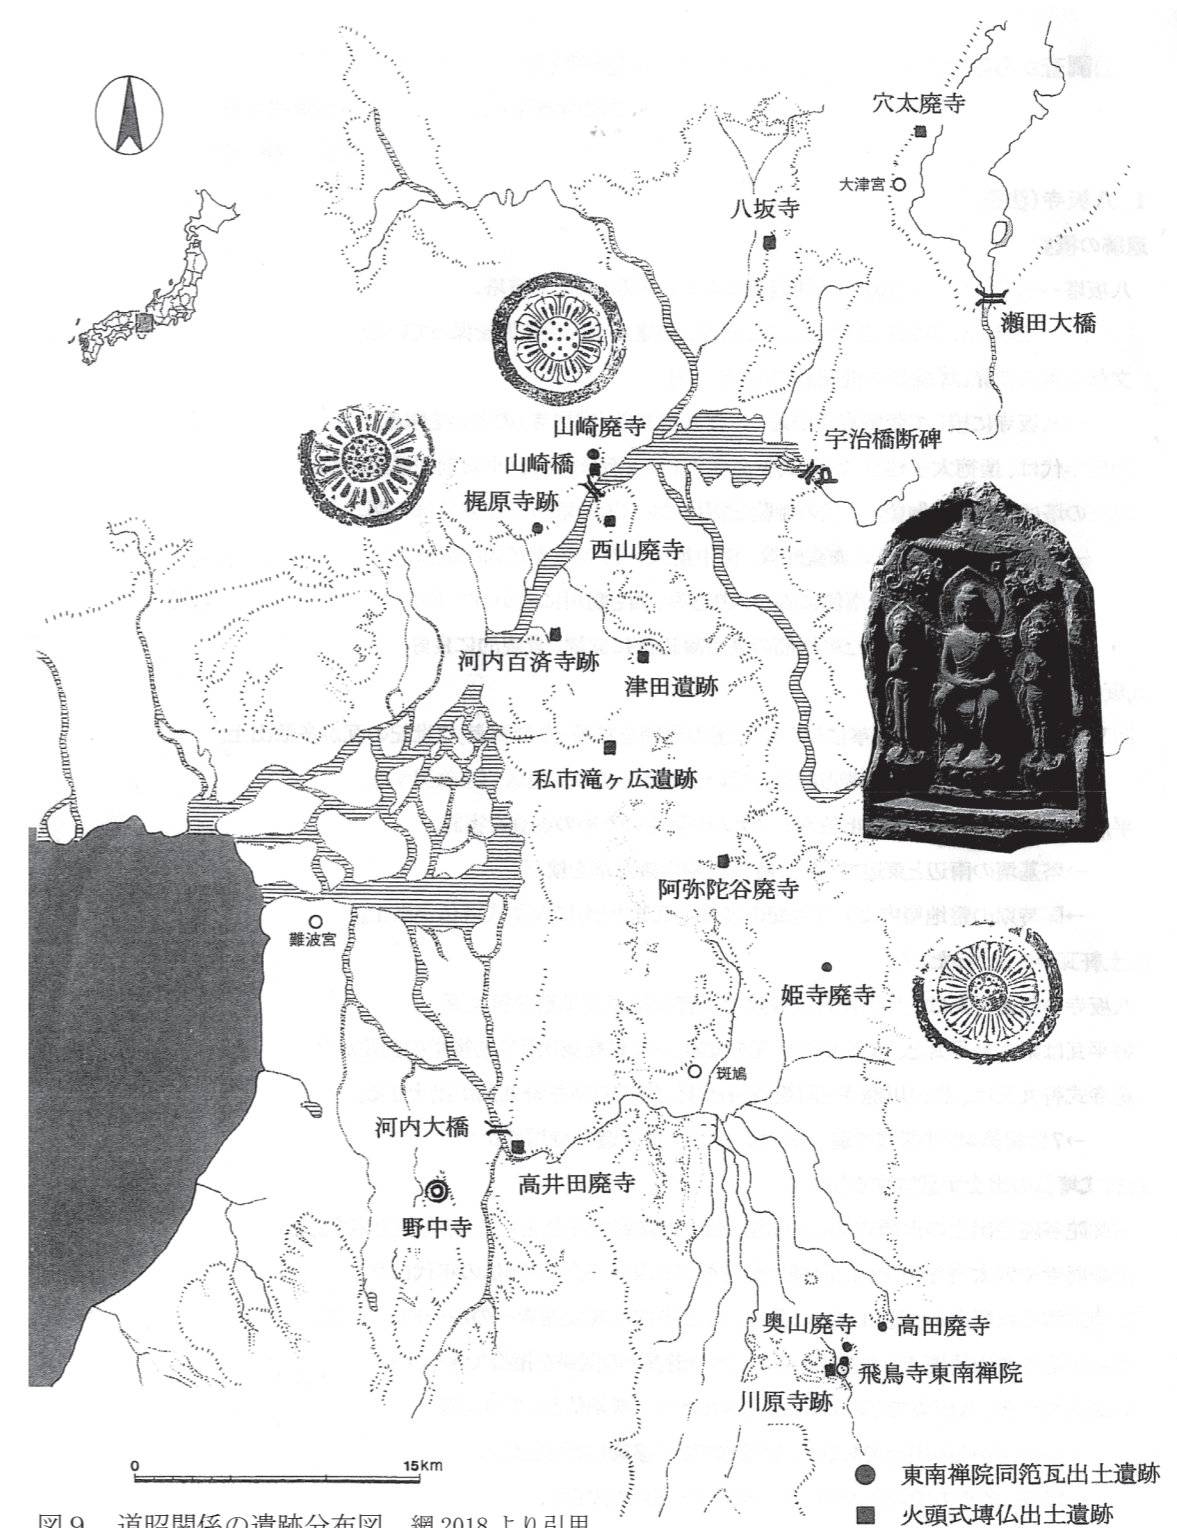 穴太廃寺
大津宮
八坂寺
瀬田大橋
山崎廃寺
宇治橋断碑
山崎橋
梶原寺跡
西山廃寺
河内百済寺跡
津田遺跡
私市滝ヶ広遺跡
阿弥陀谷廃寺
難波宮
姫寺廃寺
斑鳩
河内大橋
高井田廃寺
野中寺
奥山廃寺
高田廃寺
飛鳥寺東南禅院
川原寺跡
0 15km
東南禅院同笵瓦出土遺跡
火頭式塼仏出土遺跡
図9 道昭関係の遺跡分布図 網 2018 より引用